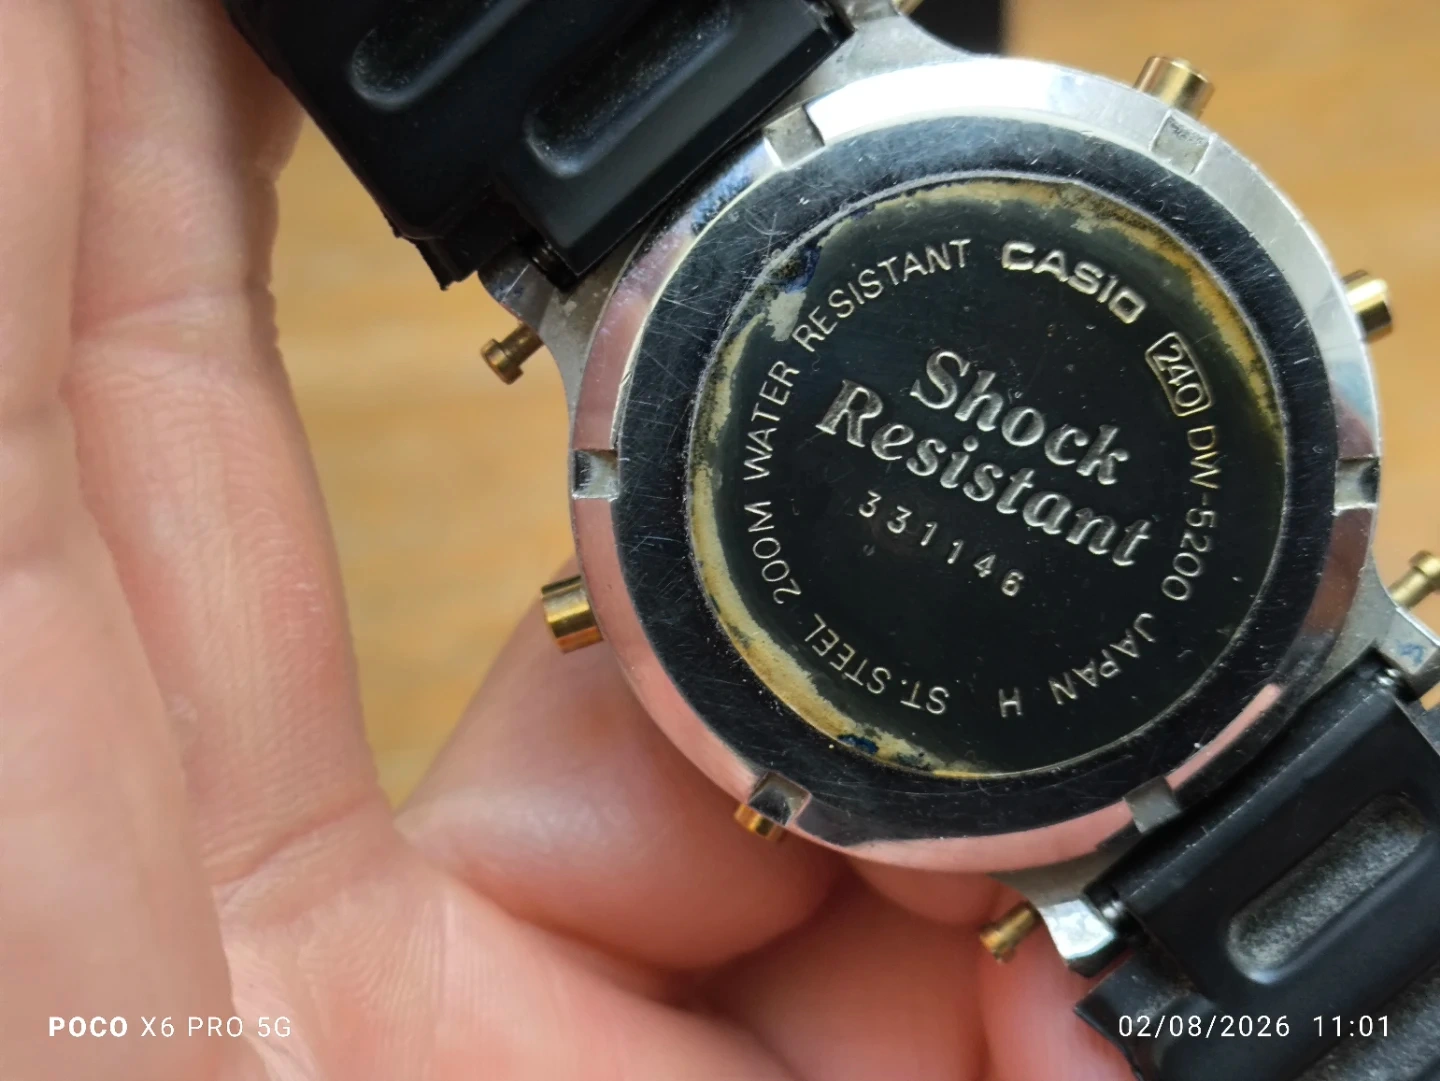 CASIO 240 DW-5200 JAPAN H
ST. STEEL 200M WATER RESISTANT
Shock
Resistant
331146
POCO X6 PRO 5G
02/08/2026 11:01